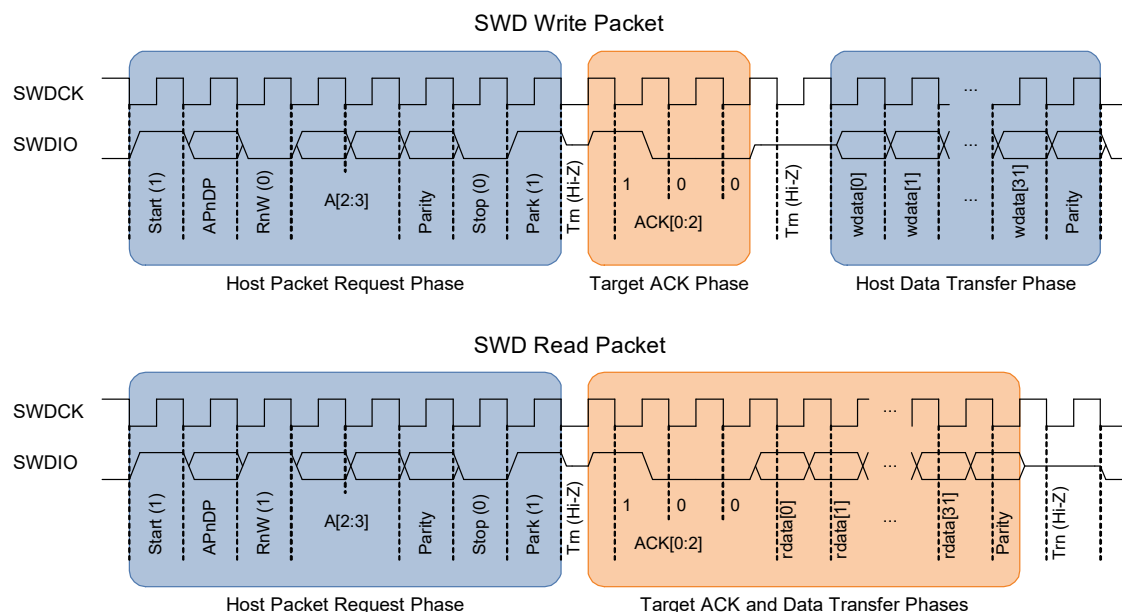 SWD Write Packet
SWDCK
...
SWDIO
...
Start (1)
APnDP
RnW (0)
A[2:3]
Parity
Stop (0)
Park (1)
Trn (Hi-Z)
1
0
0
ACK[0:2]
Trn (Hi-Z)
wdata[0]
wdata[1]
...
wdata[31]
Parity
Host Packet Request Phase
Target ACK Phase
Host Data Transfer Phase
SWD Read Packet
SWDCK
...
SWDIO
...
Start (1)
APnDP
RnW (1)
A[2:3]
Parity
Stop (0)
Park (1)
Trn (Hi-Z)
1
0
0
ACK[0:2]
rdata[0]
rdata[1]
...
rdata[31]
Parity
Trn (Hi-Z)
Host Packet Request Phase
Target ACK and Data Transfer Phases